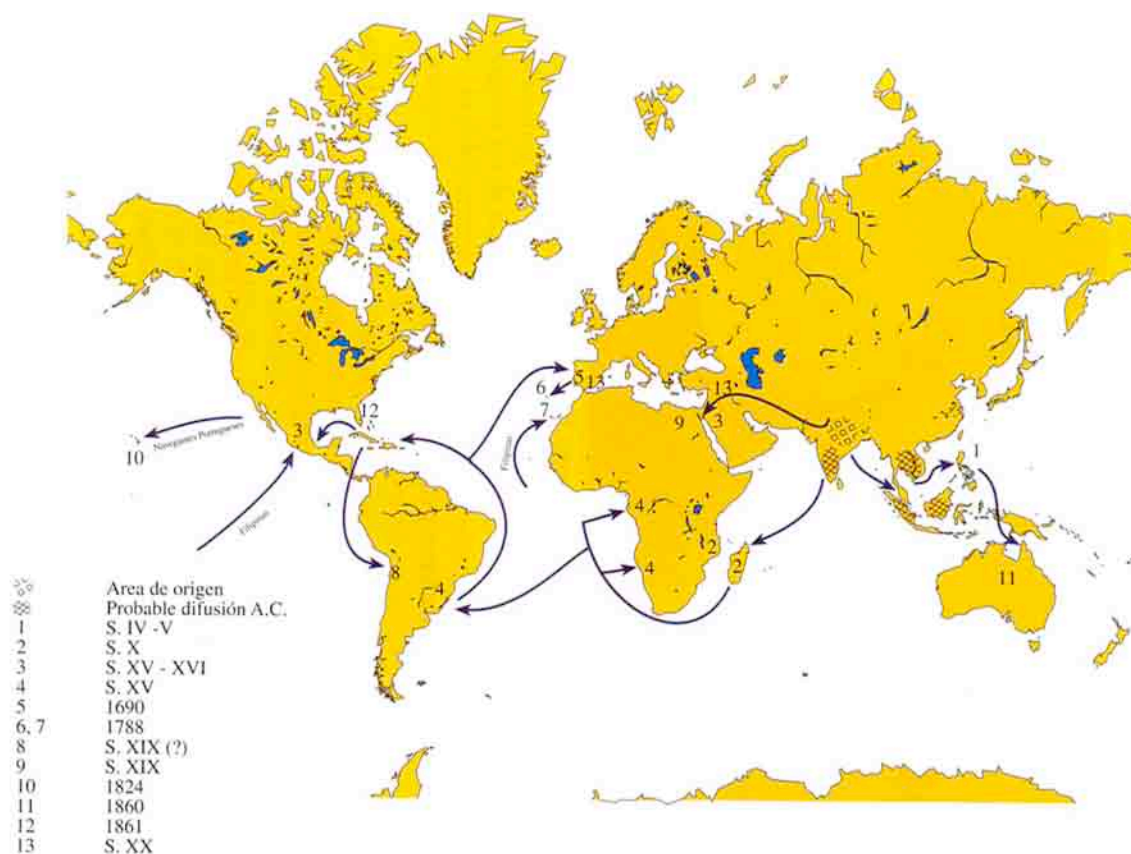 5
13
13
6
7
12
9
3
3
Navegantes Portugueses
10
1
Filipinas
Filipinas
4
2
8
4
4
2
11
Area de origen
Probable difusión A.C.
1 S. IV -V
2 S. X
3 S. XV - XVI
4 S. XV
5 1690
6, 7 1788
8 S. XIX (?)
9 S. XIX
10 1824
11 1860
12 1861
13 S. XX